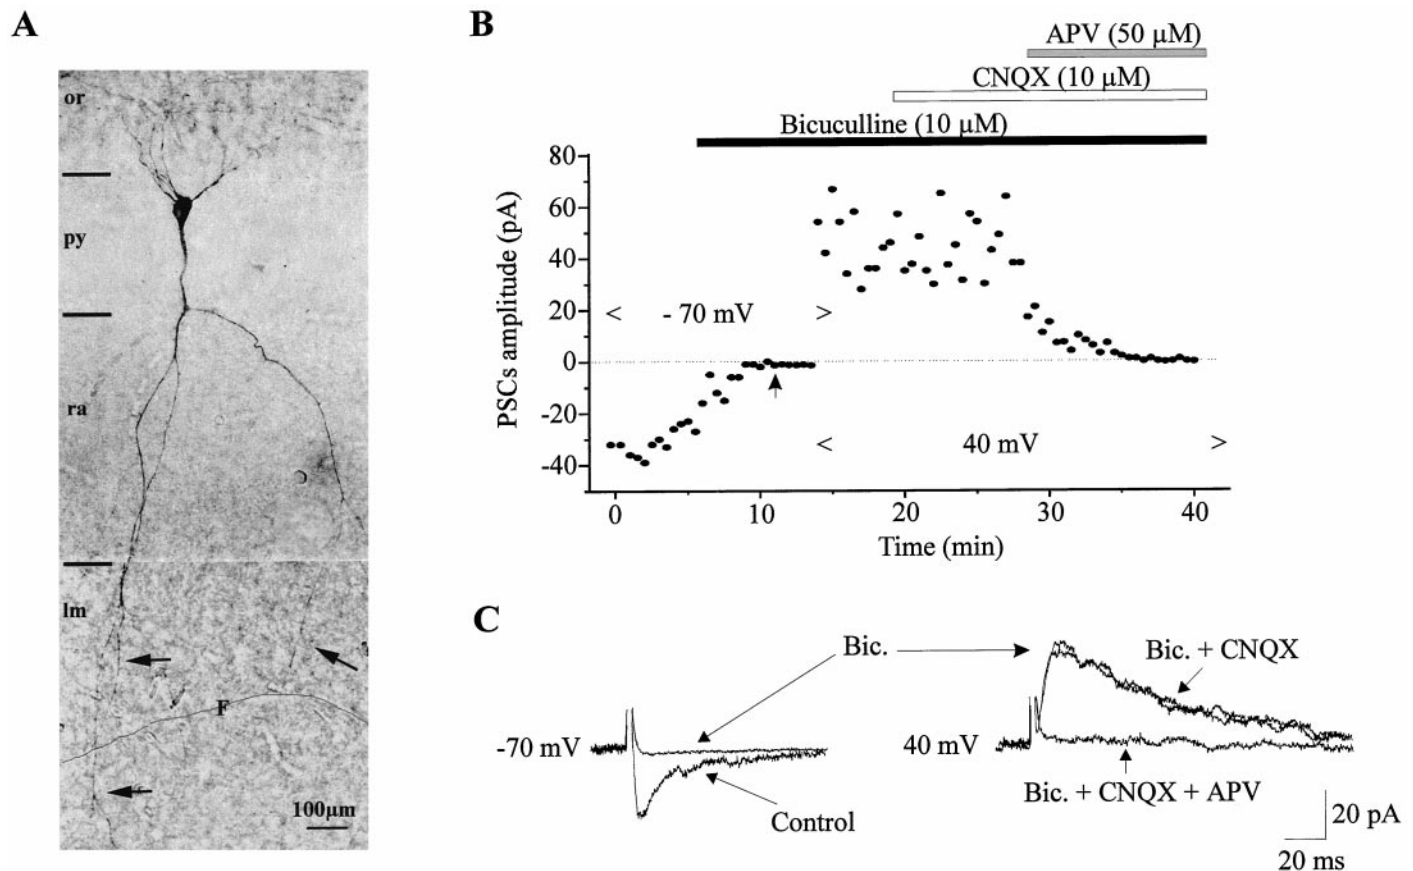 A
or
py
ra
lm
F
100µm
B
APV (50 µM)
CNQX (10 µM)
Bicuculline (10 µM)
PSCs amplitude (pA)
80
60
40
20
0
-20
-40
< - 70 mV >
< 40 mV >
0 10 20 30 40
Time (min)
C
Bic.
Bic. + CNQX
-70 mV
40 mV
Control
Bic. + CNQX + APV
20 pA
20 ms